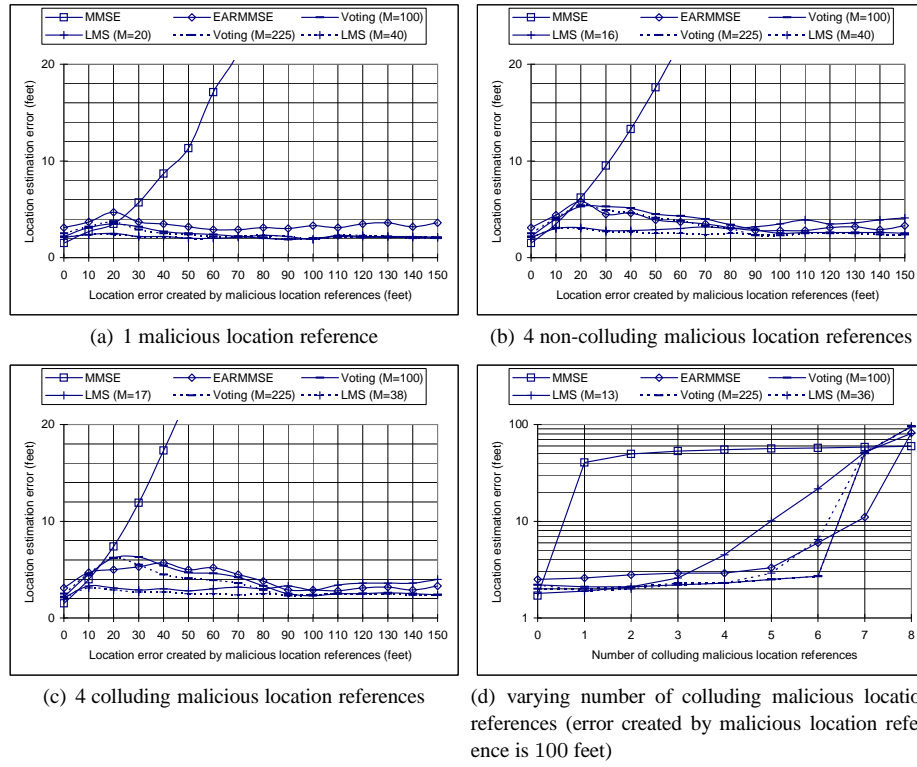 MMSE EARMMSE Voting (M=100)
LMS (M=20) Voting (M=225) LMS (M=40)
20
10
0
Location estimation error (feet)
0 10 20 30 40 50 60 70 80 90 100 110 120 130 140 150
Location error created by malicious location references (feet)
(a) 1 malicious location reference
MMSE EARMMSE Voting (M=100)
LMS (M=16) Voting (M=225) LMS (M=40)
20
10
0
Location estimation error (feet)
0 10 20 30 40 50 60 70 80 90 100 110 120 130 140 150
Location error created by malicious location references (feet)
(b) 4 non-colluding malicious location references
MMSE EARMMSE Voting (M=100)
LMS (M=17) Voting (M=225) LMS (M=38)
20
10
0
Location estimation error (feet)
0 10 20 30 40 50 60 70 80 90 100 110 120 130 140 150
Location error created by malicious location references (feet)
(c) 4 colluding malicious location references
MMSE EARMMSE Voting (M=100)
LMS (M=13) Voting (M=225) LMS (M=36)
100
10
1
Location estimation error (feet)
0 1 2 3 4 5 6 7 8
Number of colluding malicious location references
(d) varying number of colluding malicious locatio
references (error created by malicious location refe
ence is 100 feet)